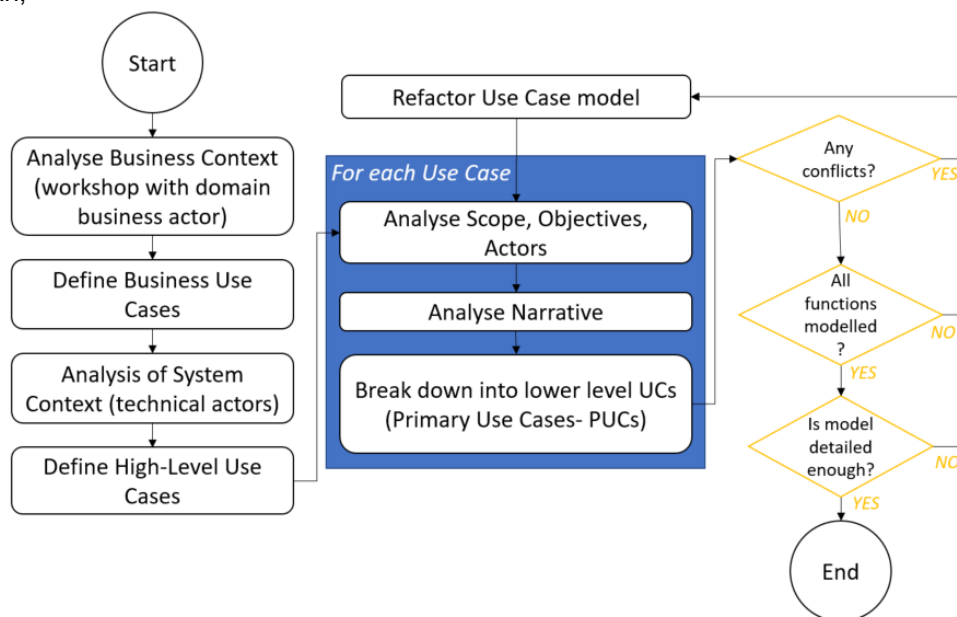 Start
Analyse Business Context
(workshop with domain
business actor)
Define Business Use
Cases
Analysis of System
Context (technical actors)
Define High-Level Use
Cases
Refactor Use Case model
For each Use Case
Analyse Scope, Objectives,
Actors
Analyse Narrative
Break down into lower level UCs
(Primary Use Cases- PUCs)
Any
conflicts?
YES
NO
All
functions
modelled
?
NO
YES
Is model
detailed
enough?
NO
YES
End